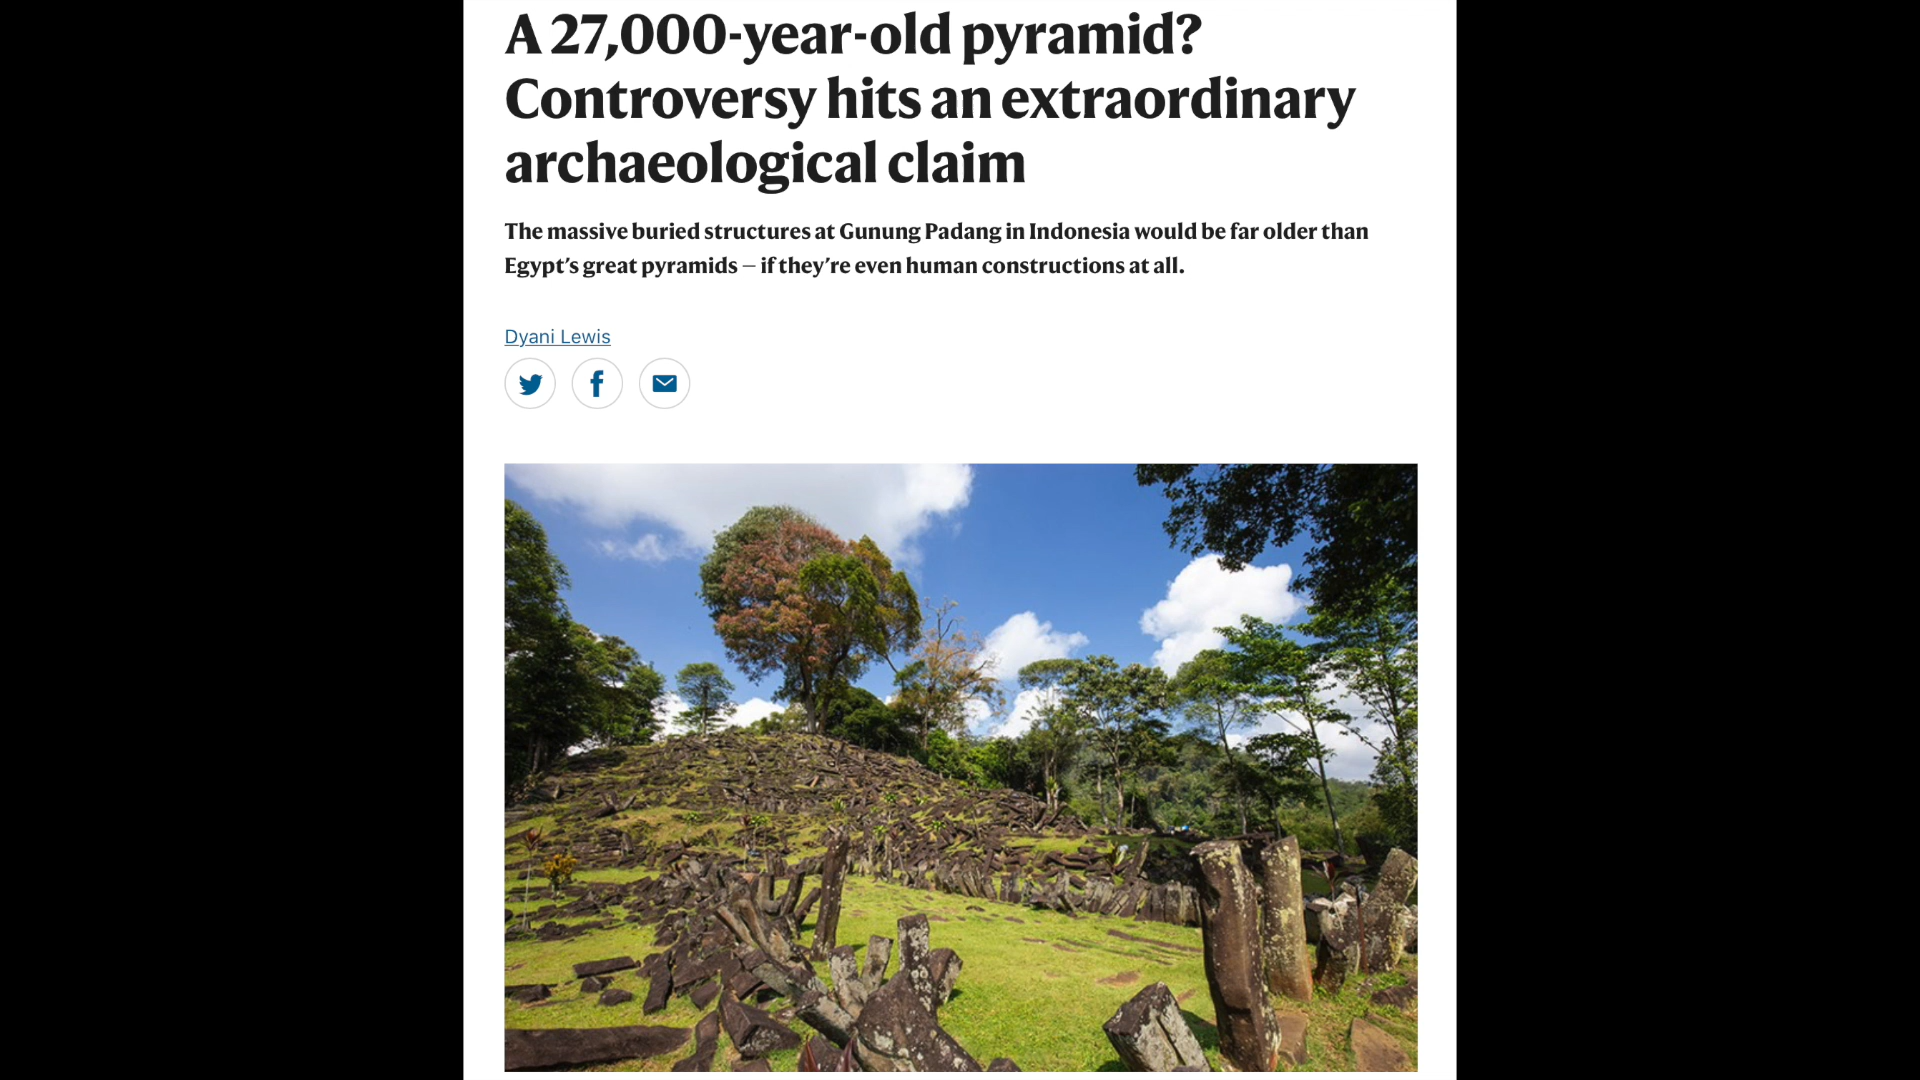 A 27,000-year-old pyramid?
Controversy hits an extraordinary
archaeological claim
The massive buried structures at Gunung Padang in Indonesia would be far older than
Egypt’s great pyramids — if they’re even human constructions at all.
Dyani Lewis